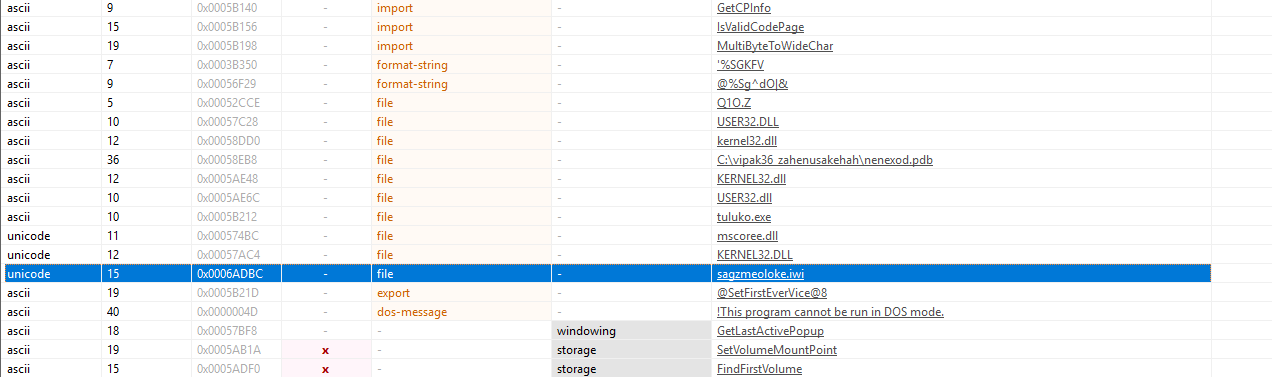 ascii 9 0x0005B140 - import - GetCPInfo
ascii 15 0x0005B156 - import - IsValidCodePage
ascii 19 0x0005B198 - import - MultiByteToWideChar
ascii 7 0x0003B350 - format-string - '%SGKFV
ascii 9 0x00056F29 - format-string - @%Sg^dO|&
ascii 5 0x00052CCE - file - Q1O.Z
ascii 10 0x00057C28 - file - USER32.DLL
ascii 12 0x00058DD0 - file - kernel32.dll
ascii 36 0x00058EB8 - file - C:\vipak36_zahenusakehah\nenexod.pdb
ascii 12 0x0005AE48 - file - KERNEL32.dll
ascii 10 0x0005AE6C - file - USER32.dll
ascii 10 0x0005B212 - file - tuluko.exe
unicode 11 0x000574BC - file - mscoree.dll
unicode 12 0x00057AC4 - file - KERNEL32.DLL
unicode 15 0x0006ADBC - file - sagzmeoloke.iwi
ascii 19 0x0005B21D - export - @SetFirstEverVice@8
ascii 40 0x0000004D - dos-message - !This program cannot be run in DOS mode.
ascii 18 0x00057BF8 - - windowing GetLastActivePopup
ascii 19 0x0005AB1A x - storage SetVolumeMountPoint
ascii 15 0x0005ADF0 x - storage FindFirstVolume